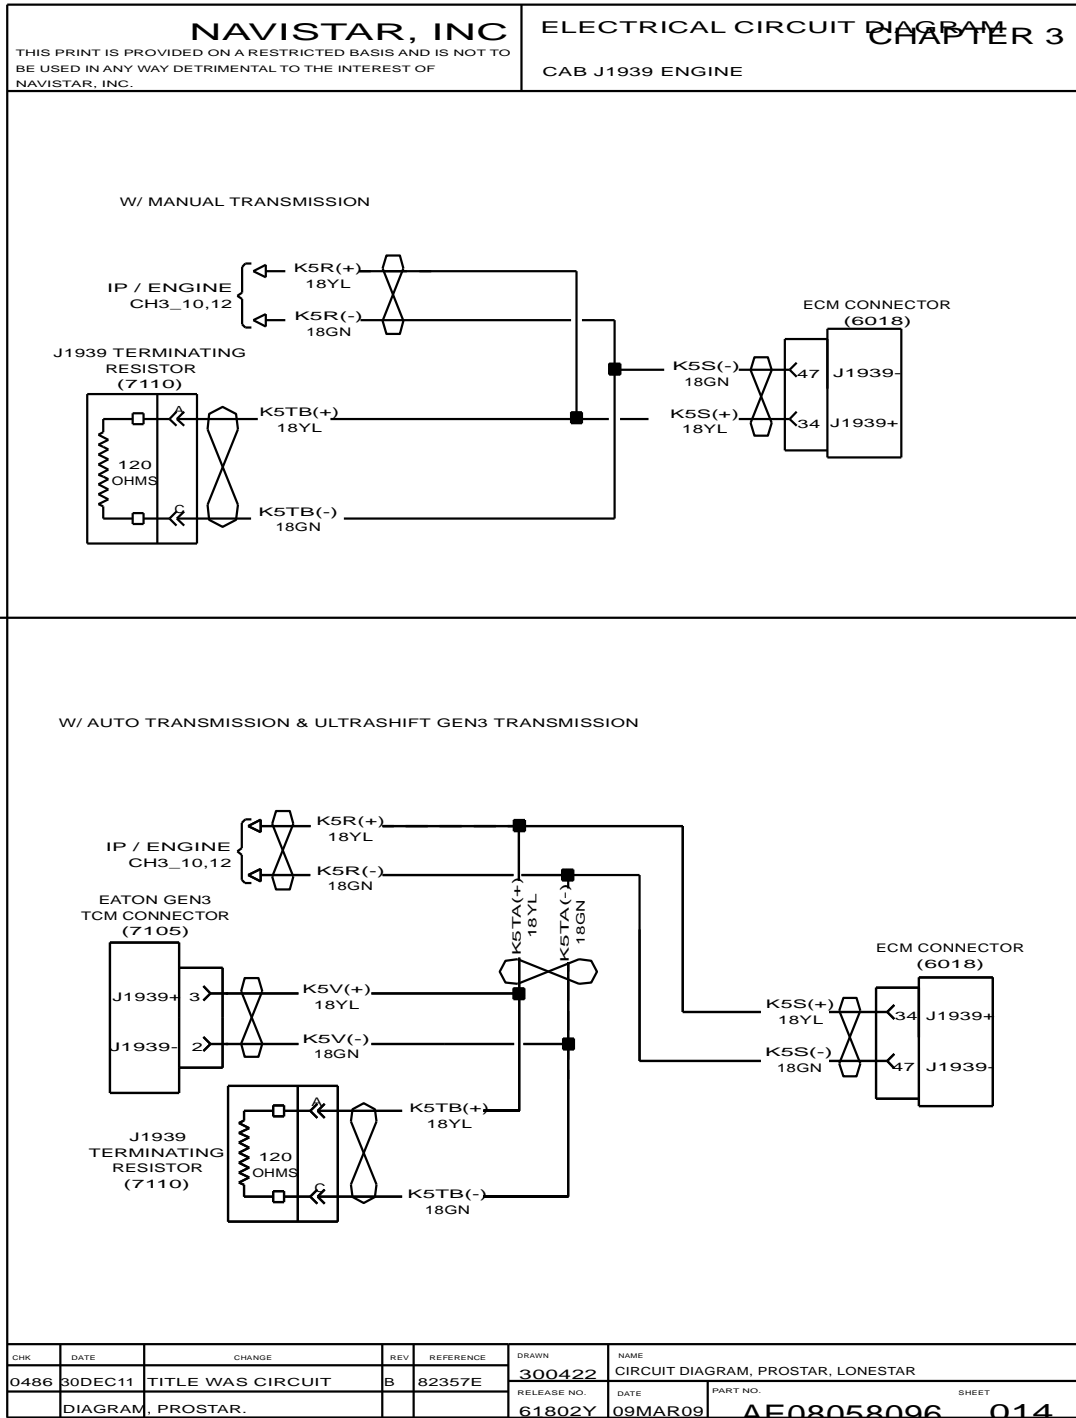 NAVISTAR, INC
THIS PRINT IS PROVIDED ON A RESTRICTED BASIS AND IS NOT TO
BE USED IN ANY WAY DETRIMENTAL TO THE INTEREST OF
NAVISTAR, INC.
ELECTRICAL CIRCUIT DIAGRAM
CHAPTER 3
CAB J1939 ENGINE
W/ MANUAL TRANSMISSION
K5R(+)
18YL
IP / ENGINE
CH3_10,12
K5R(-)
18GN
J1939 TERMINATING
RESISTOR
(7110)
A
K5TB(+)
18YL
120
OHMS
C
K5TB(-)
18GN
ECM CONNECTOR
(6018)
K5S(-)
18GN
47
J1939-
K5S(+)
18YL
34
J1939+
W/ AUTO TRANSMISSION & ULTRASHIFT GEN3 TRANSMISSION
K5R(+)
18YL
IP / ENGINE
CH3_10,12
K5R(-)
18GN
K5TA(+)
18YL
K5TA(-)
18GN
EATON GEN3
TCM CONNECTOR
(7105)
J1939+
3
K5V(+)
18YL
J1939-
2
K5V(-)
18GN
ECM CONNECTOR
(6018)
K5S(+)
18YL
34
J1939+
K5S(-)
18GN
47
J1939-
J1939
TERMINATING
RESISTOR
(7110)
A
K5TB(+)
18YL
120
OHMS
C
K5TB(-)
18GN
CHK DATE CHANGE REV REFERENCE
0486 30DEC11 TITLE WAS CIRCUIT B 82357E
DIAGRAM, PROSTAR.
DRAWN
300422
NAME
CIRCUIT DIAGRAM, PROSTAR, LONESTAR
RELEASE NO.
61802Y
DATE
09MAR09
PART NO.
AE08058096
SHEET
014